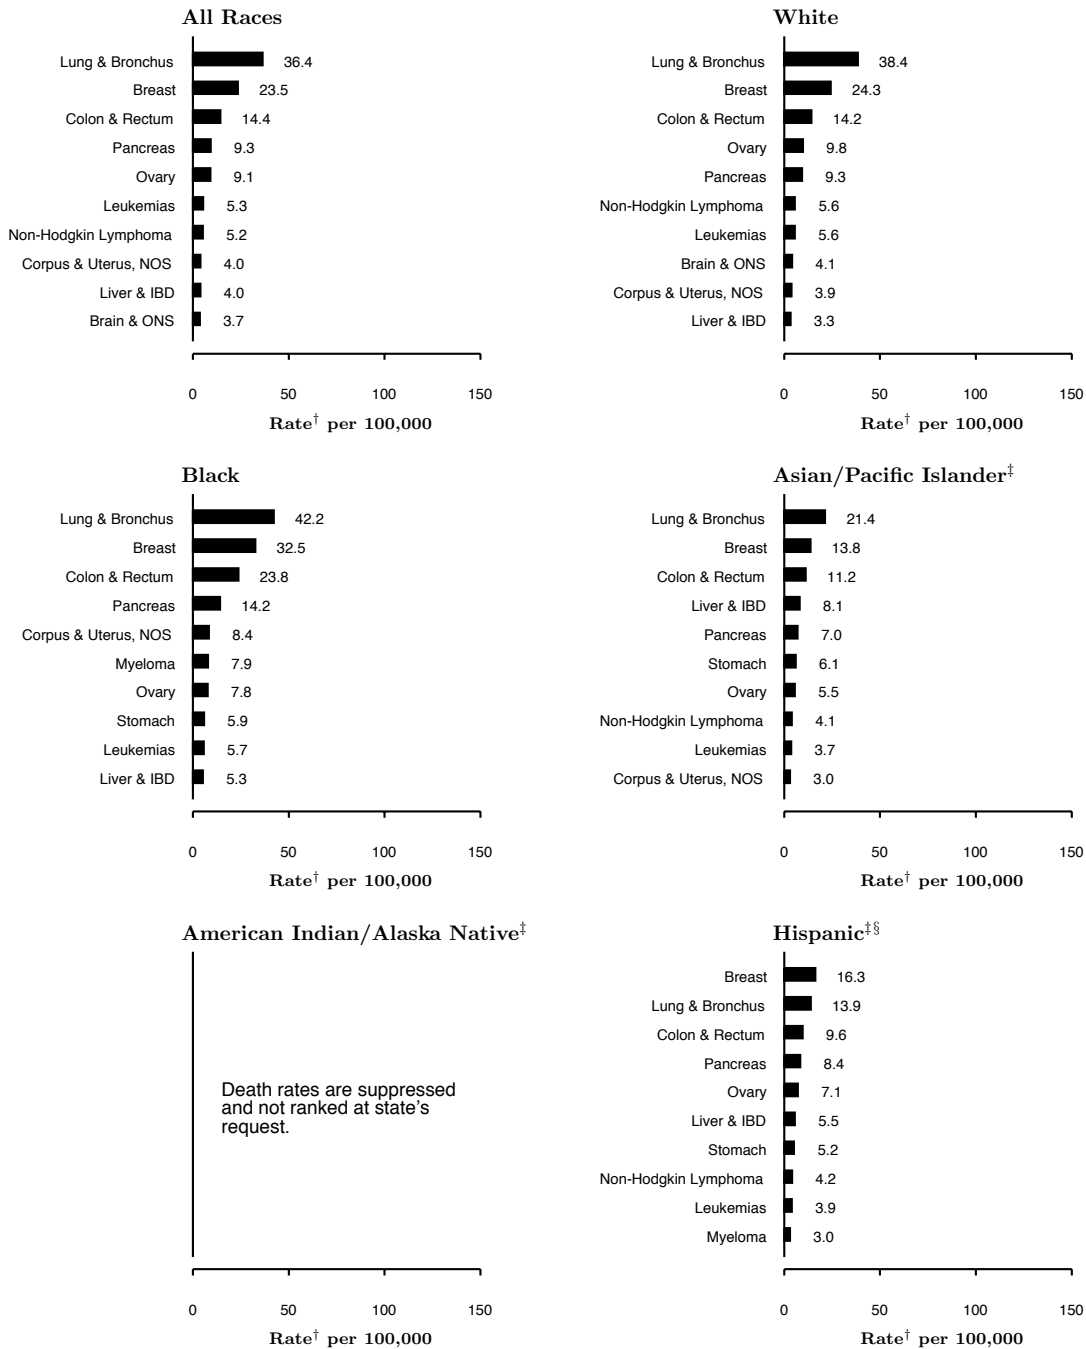 All Races
Lung & Bronchus 36.4
Breast 23.5
Colon & Rectum 14.4
Pancreas 9.3
Ovary 9.1
Leukemias 5.3
Non-Hodgkin Lymphoma 5.2
Corpus & Uterus, NOS 4.0
Liver & IBD 4.0
Brain & ONS 3.7
0 50 100 150
Rate† per 100,000
White
Lung & Bronchus 38.4
Breast 24.3
Colon & Rectum 14.2
Ovary 9.8
Pancreas 9.3
Non-Hodgkin Lymphoma 5.6
Leukemias 5.6
Brain & ONS 4.1
Corpus & Uterus, NOS 3.9
Liver & IBD 3.3
0 50 100 150
Rate† per 100,000
Black
Lung & Bronchus 42.2
Breast 32.5
Colon & Rectum 23.8
Pancreas 14.2
Corpus & Uterus, NOS 8.4
Myeloma 7.9
Ovary 7.8
Stomach 5.9
Leukemias 5.7
Liver & IBD 5.3
0 50 100 150
Rate† per 100,000
Asian/Pacific Islander‡
Lung & Bronchus 21.4
Breast 13.8
Colon & Rectum 11.2
Liver & IBD 8.1
Pancreas 7.0
Stomach 6.1
Ovary 5.5
Non-Hodgkin Lymphoma 4.1
Leukemias 3.7
Corpus & Uterus, NOS 3.0
0 50 100 150
Rate† per 100,000
American Indian/Alaska Native‡
Death rates are suppressed
and not ranked at state's
request.
0 50 100 150
Rate† per 100,000
Hispanic‡§
Breast 16.3
Lung & Bronchus 13.9
Colon & Rectum 9.6
Pancreas 8.4
Ovary 7.1
Liver & IBD 5.5
Stomach 5.2
Non-Hodgkin Lymphoma 4.2
Leukemias 3.9
Myeloma 3.0
0 50 100 150
Rate† per 100,000